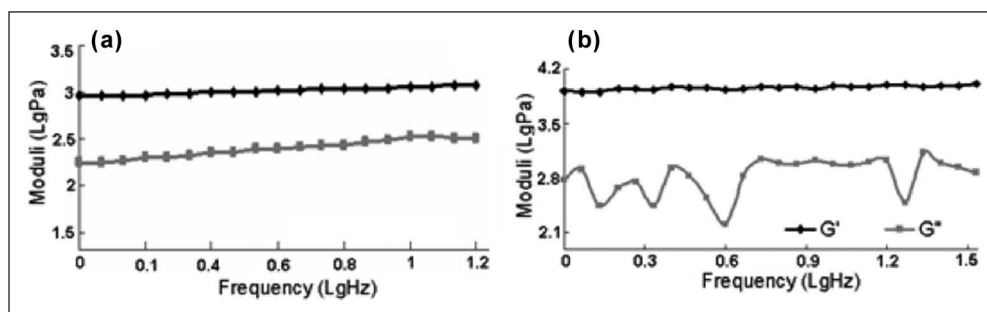 (a)
3.5
3
2.5
2
1.5
Moduli (LgPa)
0 0.1 0.4 0.6 0.8 1 1.2
Frequency (LgHz)
(b)
4.2
3.5
2.8
2.1
Moduli (LgPa)
G' G"
0 0.3 0.6 0.9 1.2 1.5
Frequency (LgHz)